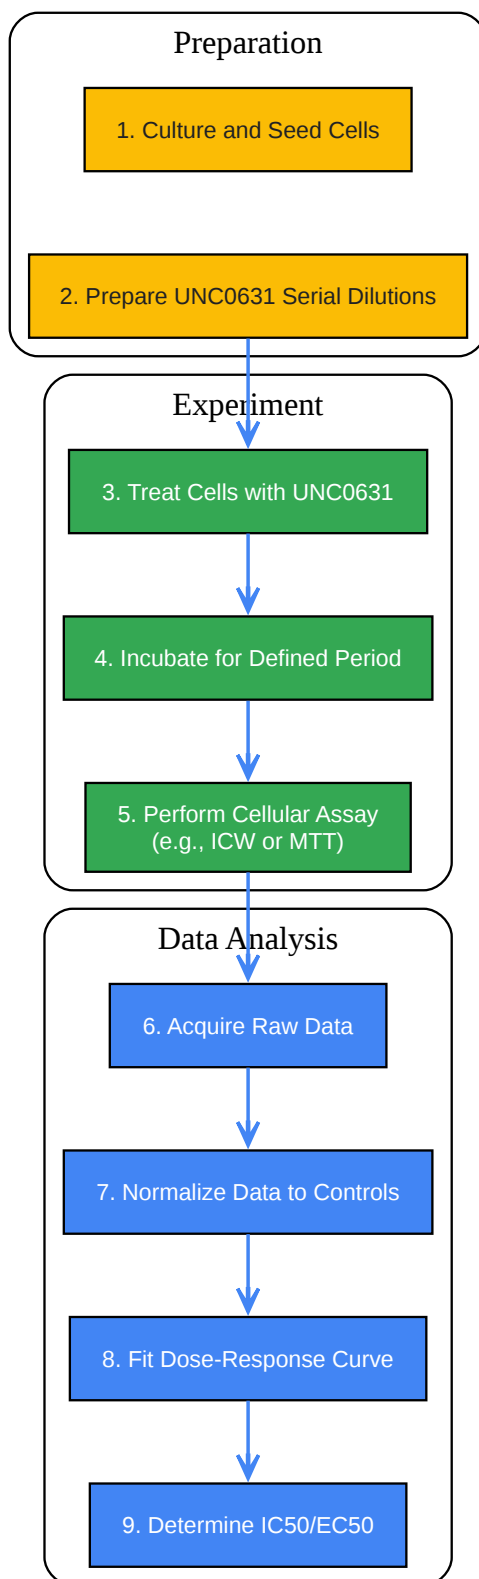 Preparation
1. Culture and Seed Cells
2. Prepare UNC0631 Serial Dilutions
Experiment
3. Treat Cells with UNC0631
4. Incubate for Defined Period
5. Perform Cellular Assay
(e.g., ICW or MTT)
Data Analysis
6. Acquire Raw Data
7. Normalize Data to Controls
8. Fit Dose-Response Curve
9. Determine IC50/EC50